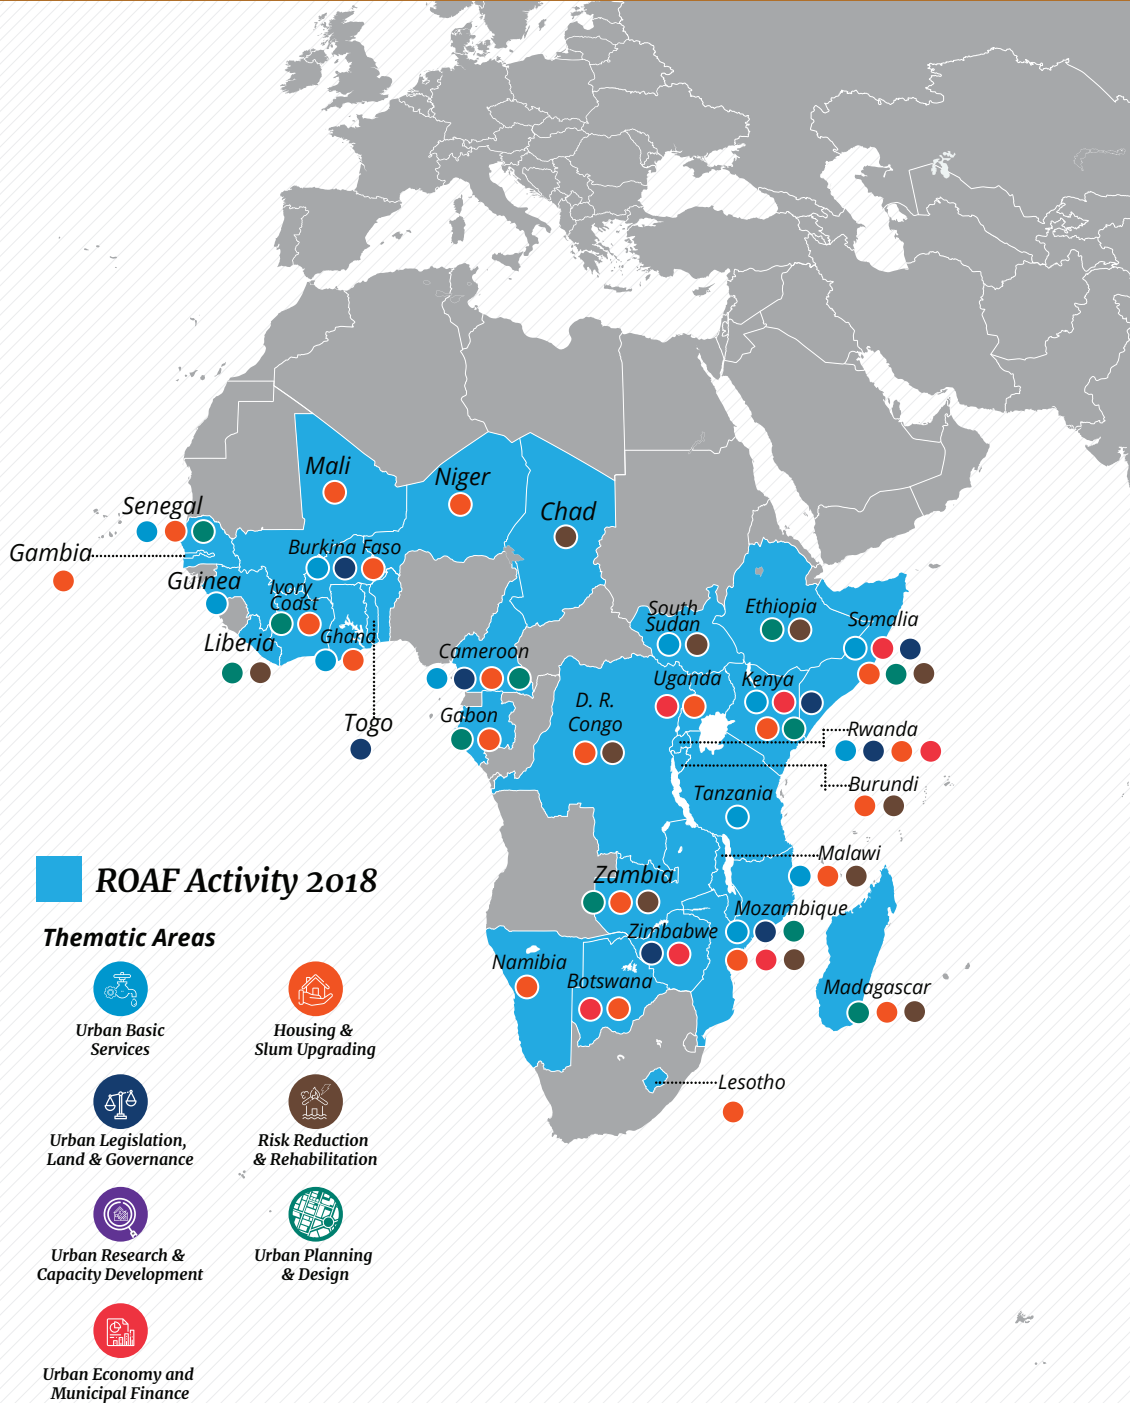 Mali
Niger
Chad
Senegal
Gambia
Burkina Faso
Guinea
Ivory
Coast
Ghana
Liberia
Togo
Cameroon
Gabon
D. R.
Congo
South
Sudan
Ethiopia
Somalia
Uganda
Kenya
Rwanda
Burundi
Tanzania
Malawi
Zambia
Mozambique
Zimbabwe
Namibia
Botswana
Madagascar
Lesotho
ROAF Activity 2018
Thematic Areas
Urban Basic
Services
Housing &
Slum Upgrading
Urban Legislation,
Land & Governance
Risk Reduction
& Rehabilitation
Urban Research &
Capacity Development
Urban Planning
& Design
Urban Economy and
Municipal Finance